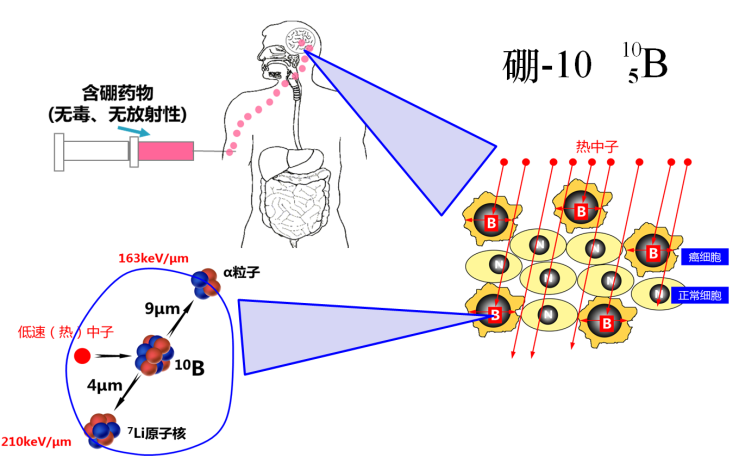 硼-10 ¹⁰₅B
含硼药物
(无毒、无放射性)
热中子
B
B
B
N
N
N
N
N
N
B
N
B
癌细胞
正常细胞
163keV/μm
α粒子
9μm
低速（热）中子
¹⁰B
4μm
⁷Li原子核
210keV/μm